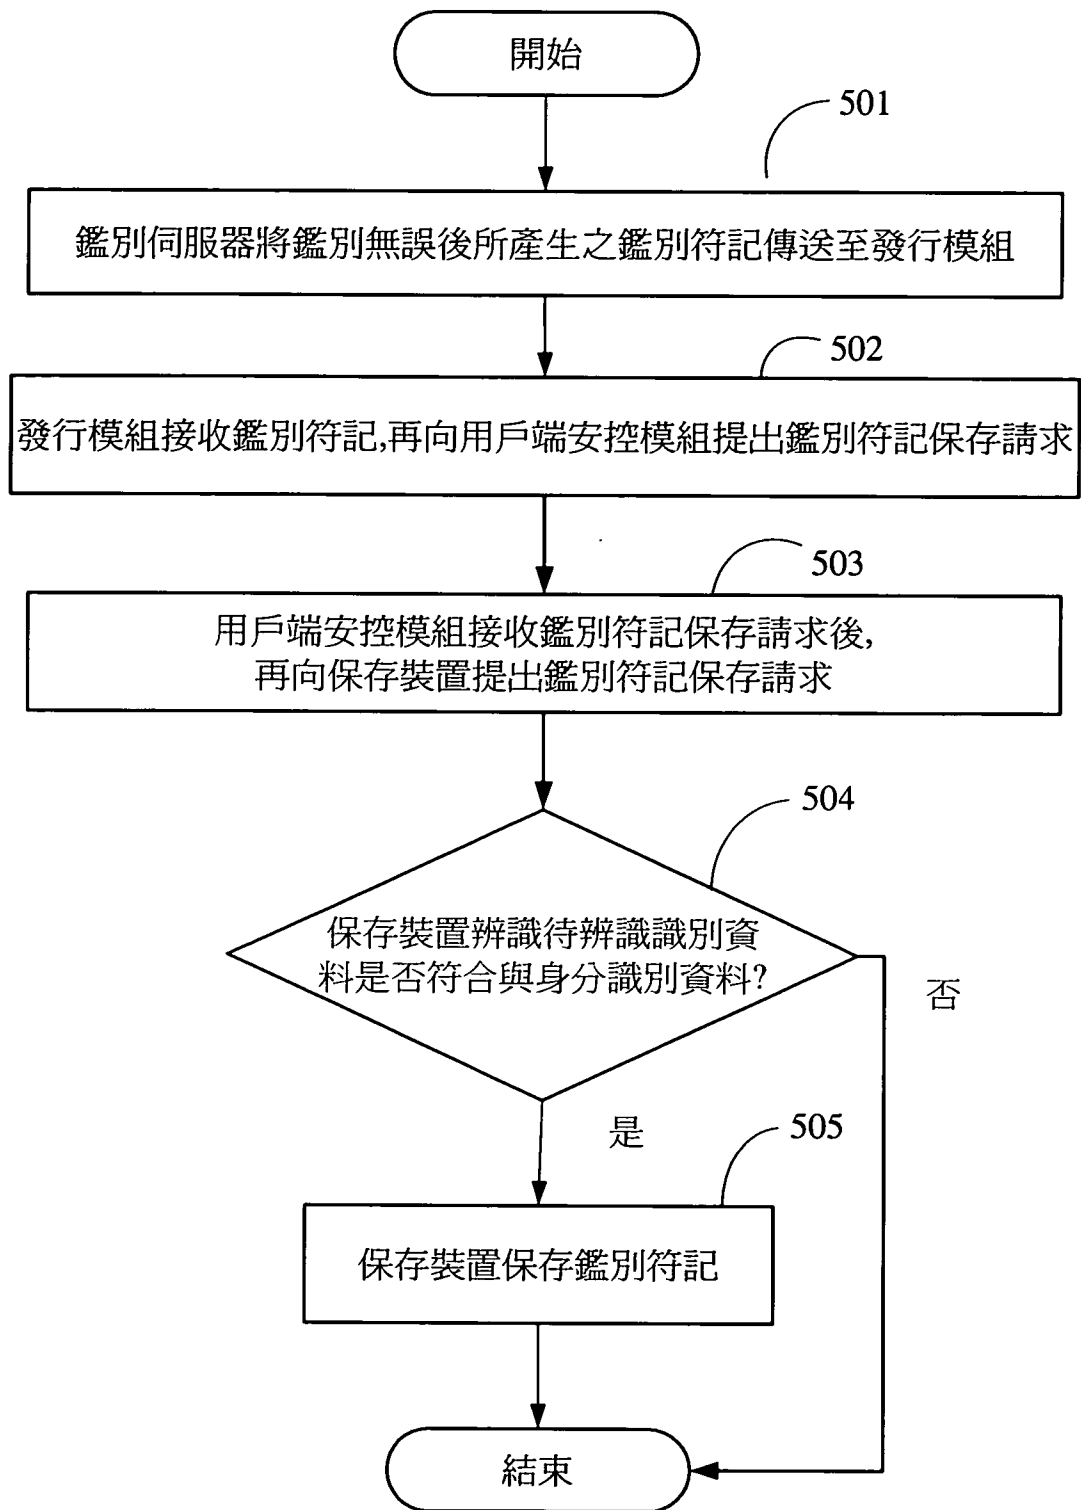 開始
501
鑑別伺服器將鑑別無誤後所產生之鑑別符記傳送至發行模組
502
發行模組接收鑑別符記,再向用戶端安控模組提出鑑別符記保存請求
503
用戶端安控模組接收鑑別符記保存請求後,
再向保存裝置提出鑑別符記保存請求
504
保存裝置辨識待辨識識別資
料是否符合與身分識別資料?
否
是
505
保存裝置保存鑑別符記
結束